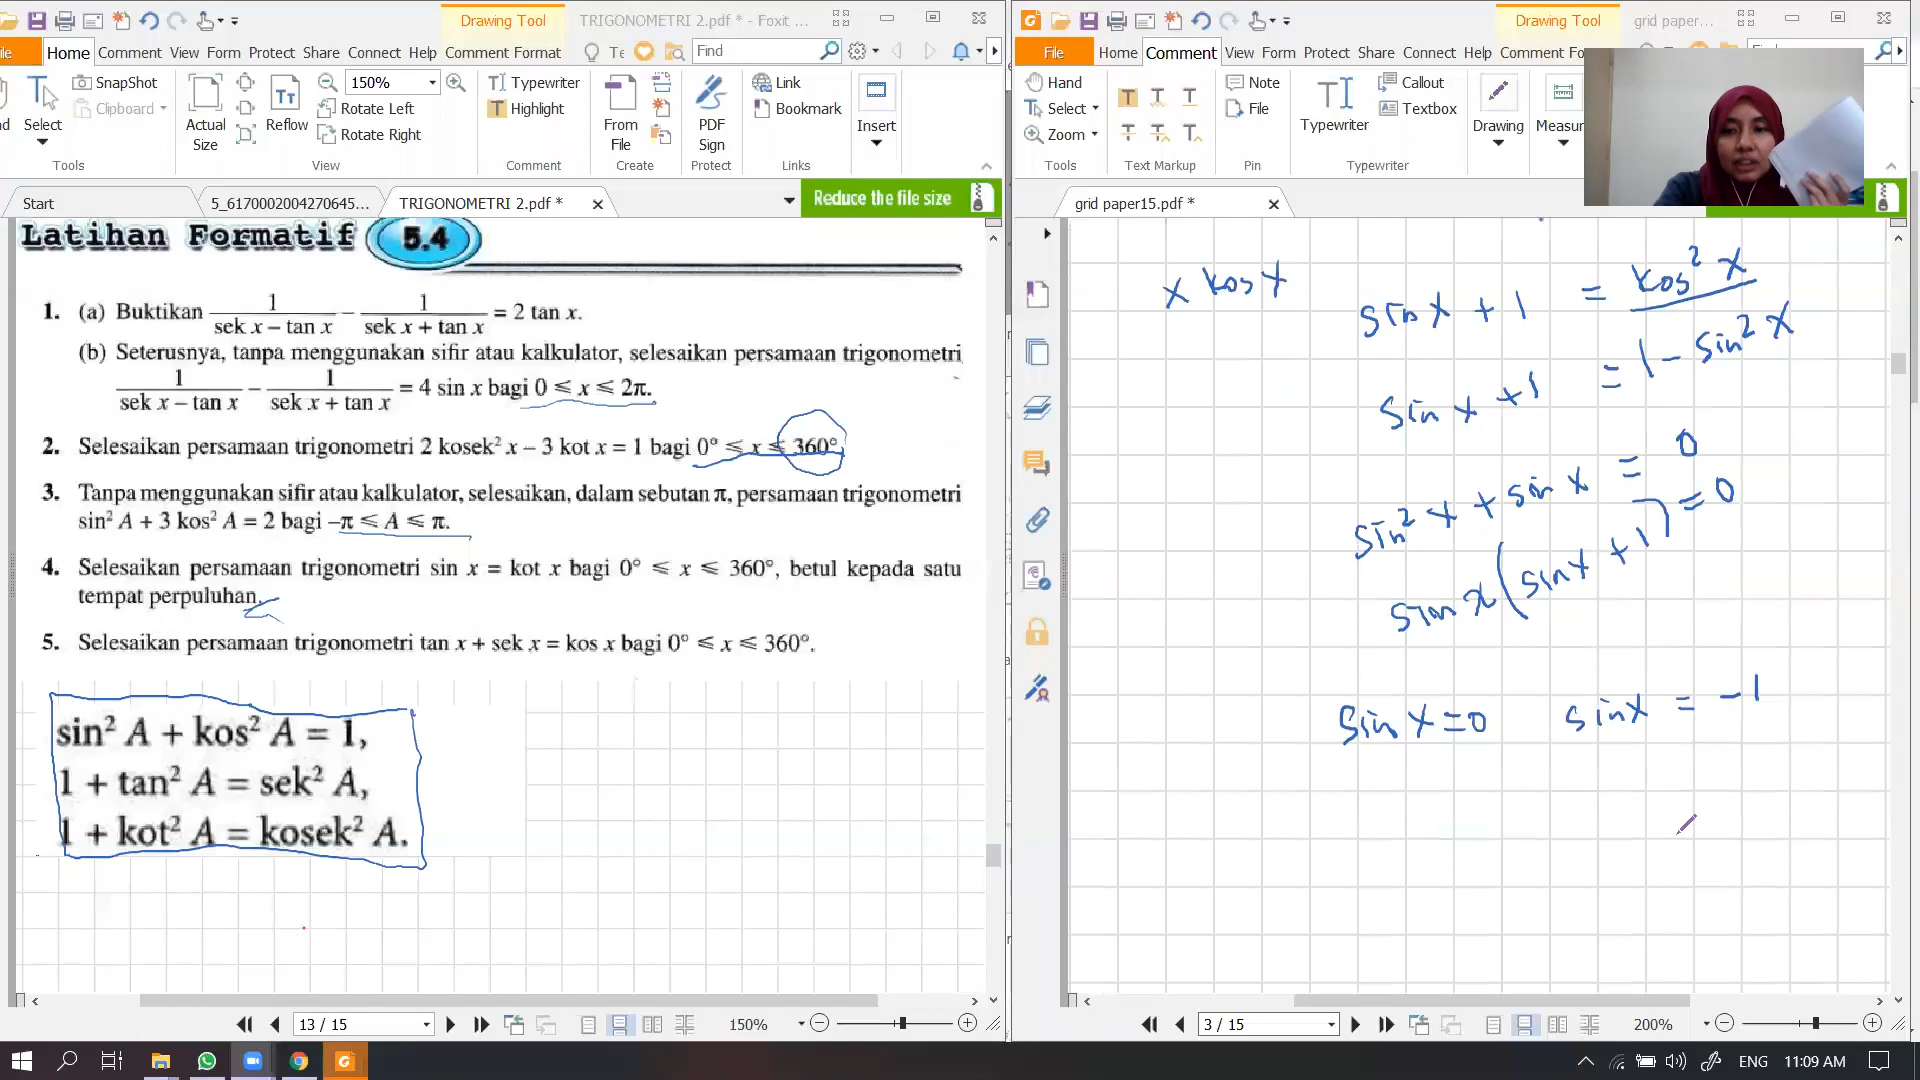 Drawing Tool
TRIGONOMETRI 2.pdf * - Foxit ...
File Home Comment View Form Protect Share Connect Help Comment Format Find
SnapShot
Clipboard
Select
Tools
Actual Size
Reflow
150%
Rotate Left
Rotate Right
View
Typewriter
Highlight
Comment
From File
Create
PDF Sign
Protect
Link
Bookmark
Links
Insert
Start
5_6170002004270645...
TRIGONOMETRI 2.pdf *
Reduce the file size
Latihan Formatif 5.4
1. (a) Buktikan 1/(sek x − tan x) − 1/(sek x + tan x) = 2 tan x.
(b) Seterusnya, tanpa menggunakan sifir atau kalkulator, selesaikan persamaan trigonometri
1/(sek x − tan x) − 1/(sek x + tan x) = 4 sin x bagi 0 ⩽ x ⩽ 2π.
2. Selesaikan persamaan trigonometri 2 kosek² x − 3 kot x = 1 bagi 0° ⩽ x ⩽ 360°.
3. Tanpa menggunakan sifir atau kalkulator, selesaikan, dalam sebutan π, persamaan trigonometri
sin² A + 3 kos² A = 2 bagi −π ⩽ A ⩽ π.
4. Selesaikan persamaan trigonometri sin x = kot x bagi 0° ⩽ x ⩽ 360°, betul kepada satu
tempat perpuluhan.
5. Selesaikan persamaan trigonometri tan x + sek x = kos x bagi 0° ⩽ x ⩽ 360°.
sin² A + kos² A = 1,
1 + tan² A = sek² A,
1 + kot² A = kosek² A.
13 / 15
150%
Drawing Tool
grid paper...
File Home Comment View Form Protect Share Connect Help Comment Fo
Hand
Select
Zoom
Tools
Text Markup
Note
File
Pin
Typewriter
Callout
Textbox
Typewriter
Drawing
Measur
grid paper15.pdf *
x kos x
sin x + 1 = kos² x
sin x + 1 = 1 − sin² x
sin² x + sin x = 0
sin x (sin x + 1) = 0
sin x = 0 sin x = −1
3 / 15
200%
ENG 11:09 AM